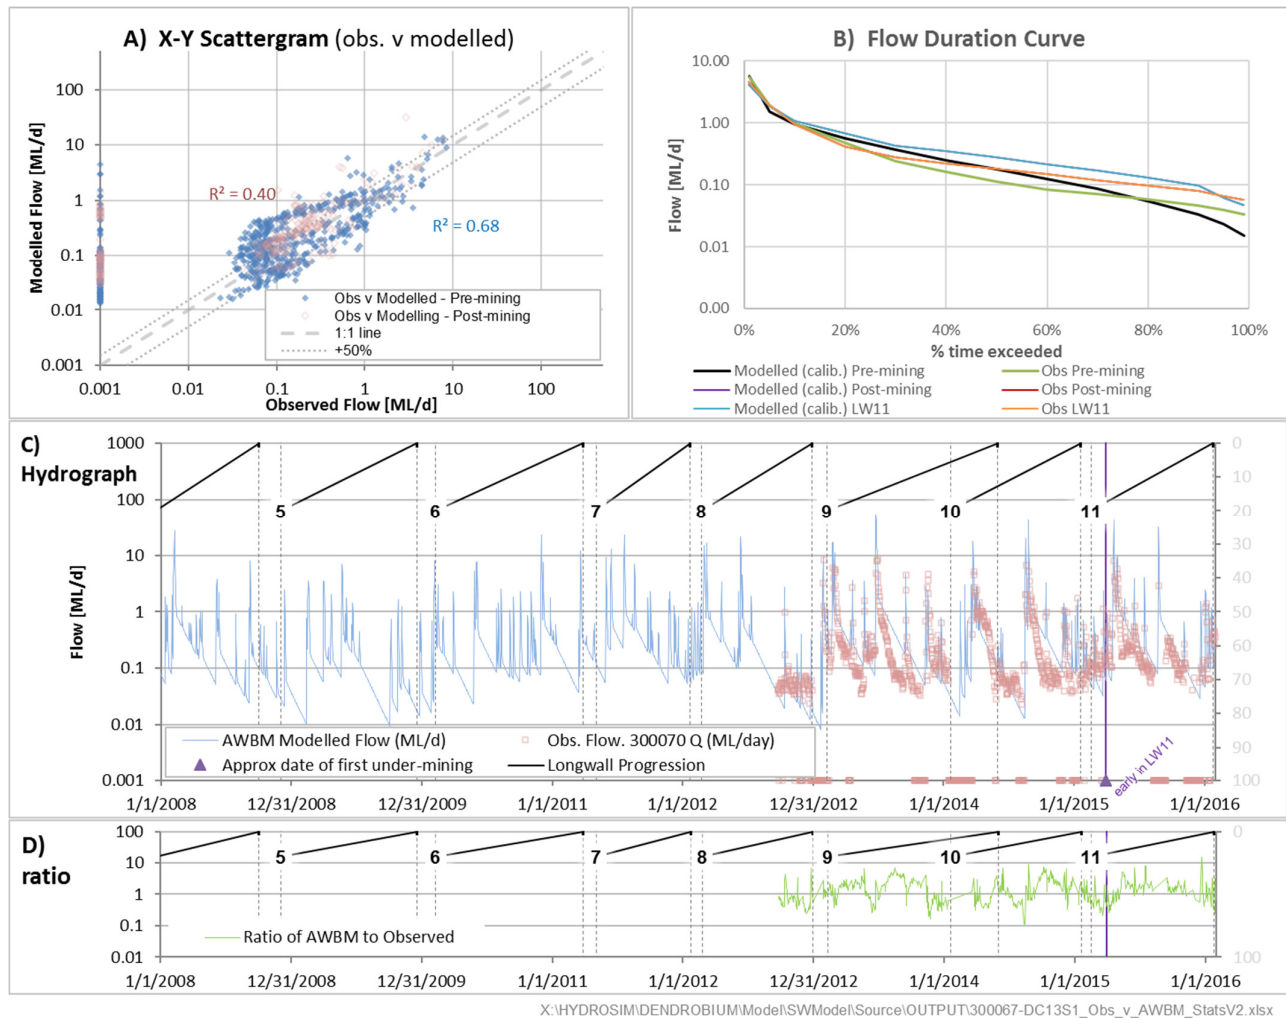 A) X-Y Scattergram (obs. v modelled)
Modelled Flow [ML/d]
100
10
1
0.1
0.01
0.001
R² = 0.40
R² = 0.68
Obs v Modelled - Pre-mining
Obs v Modelling - Post-mining
1:1 line
+50%
0.001 0.1 1 10 100
Observed Flow [ML/d]
B) Flow Duration Curve
Flow [ML/d]
10.00
1.00
0.10
0.01
0.00
0% 20% 40% 60% 80% 100%
% time exceeded
Modelled (calib.) Pre-mining Obs Pre-mining
Modelled (calib.) Post-mining Obs Post-mining
Modelled (calib.) LW11 Obs LW11
C)
Hydrograph
Flow [ML/d]
1000
100
10
1
0.1
0.01
0.001
5 6 7 8 9 10 11
0
10
20
30
40
50
60
70
80
90
100
AWBM Modelled Flow (ML/d) Obs. Flow. 300070 Q (ML/day)
Approx date of first under-mining Longwall Progression
early in LW11
1/1/2008 12/31/2008 12/31/2009 1/1/2011 1/1/2012 12/31/2012 1/1/2014 1/1/2015 1/1/2016
D)
ratio
100
10
1
0.1
0.01
5 6 7 8 9 10 11
0
100
Ratio of AWBM to Observed
1/1/2008 12/31/2008 12/31/2009 1/1/2011 1/1/2012 12/31/2012 1/1/2014 1/1/2015 1/1/2016
X:\HYDROSIM\DENDROBIUM\Model\SWModel\Source\OUTPUT\300067-DC13S1_Obs_v_AWBM_StatsV2.xlsx